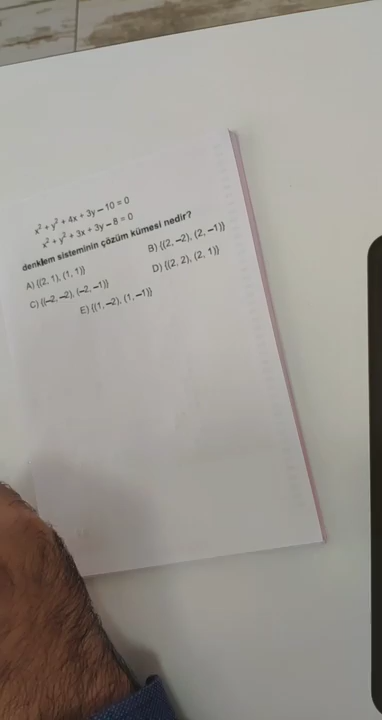 x² + y² + 4x + 3y – 10 = 0
x² + y² + 3x + 3y – 8 = 0
denklem sisteminin çözüm kümesi nedir?
A) {(2, 1), (1, 1)} B) {(2, –2), (2, –1)}
C) {(–2, –2), (–2, –1)} D) {(2, 2), (2, 1)}
E) {(1, –2), (1, –1)}